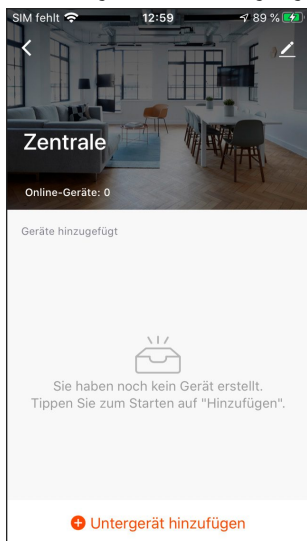 SIM fehlt 12:59 89 %
Zentrale
Online-Geräte: 0
Geräte hinzugefügt
Sie haben noch kein Gerät erstellt.
Tippen Sie zum Starten auf "Hinzufügen".
Untergerät hinzufügen